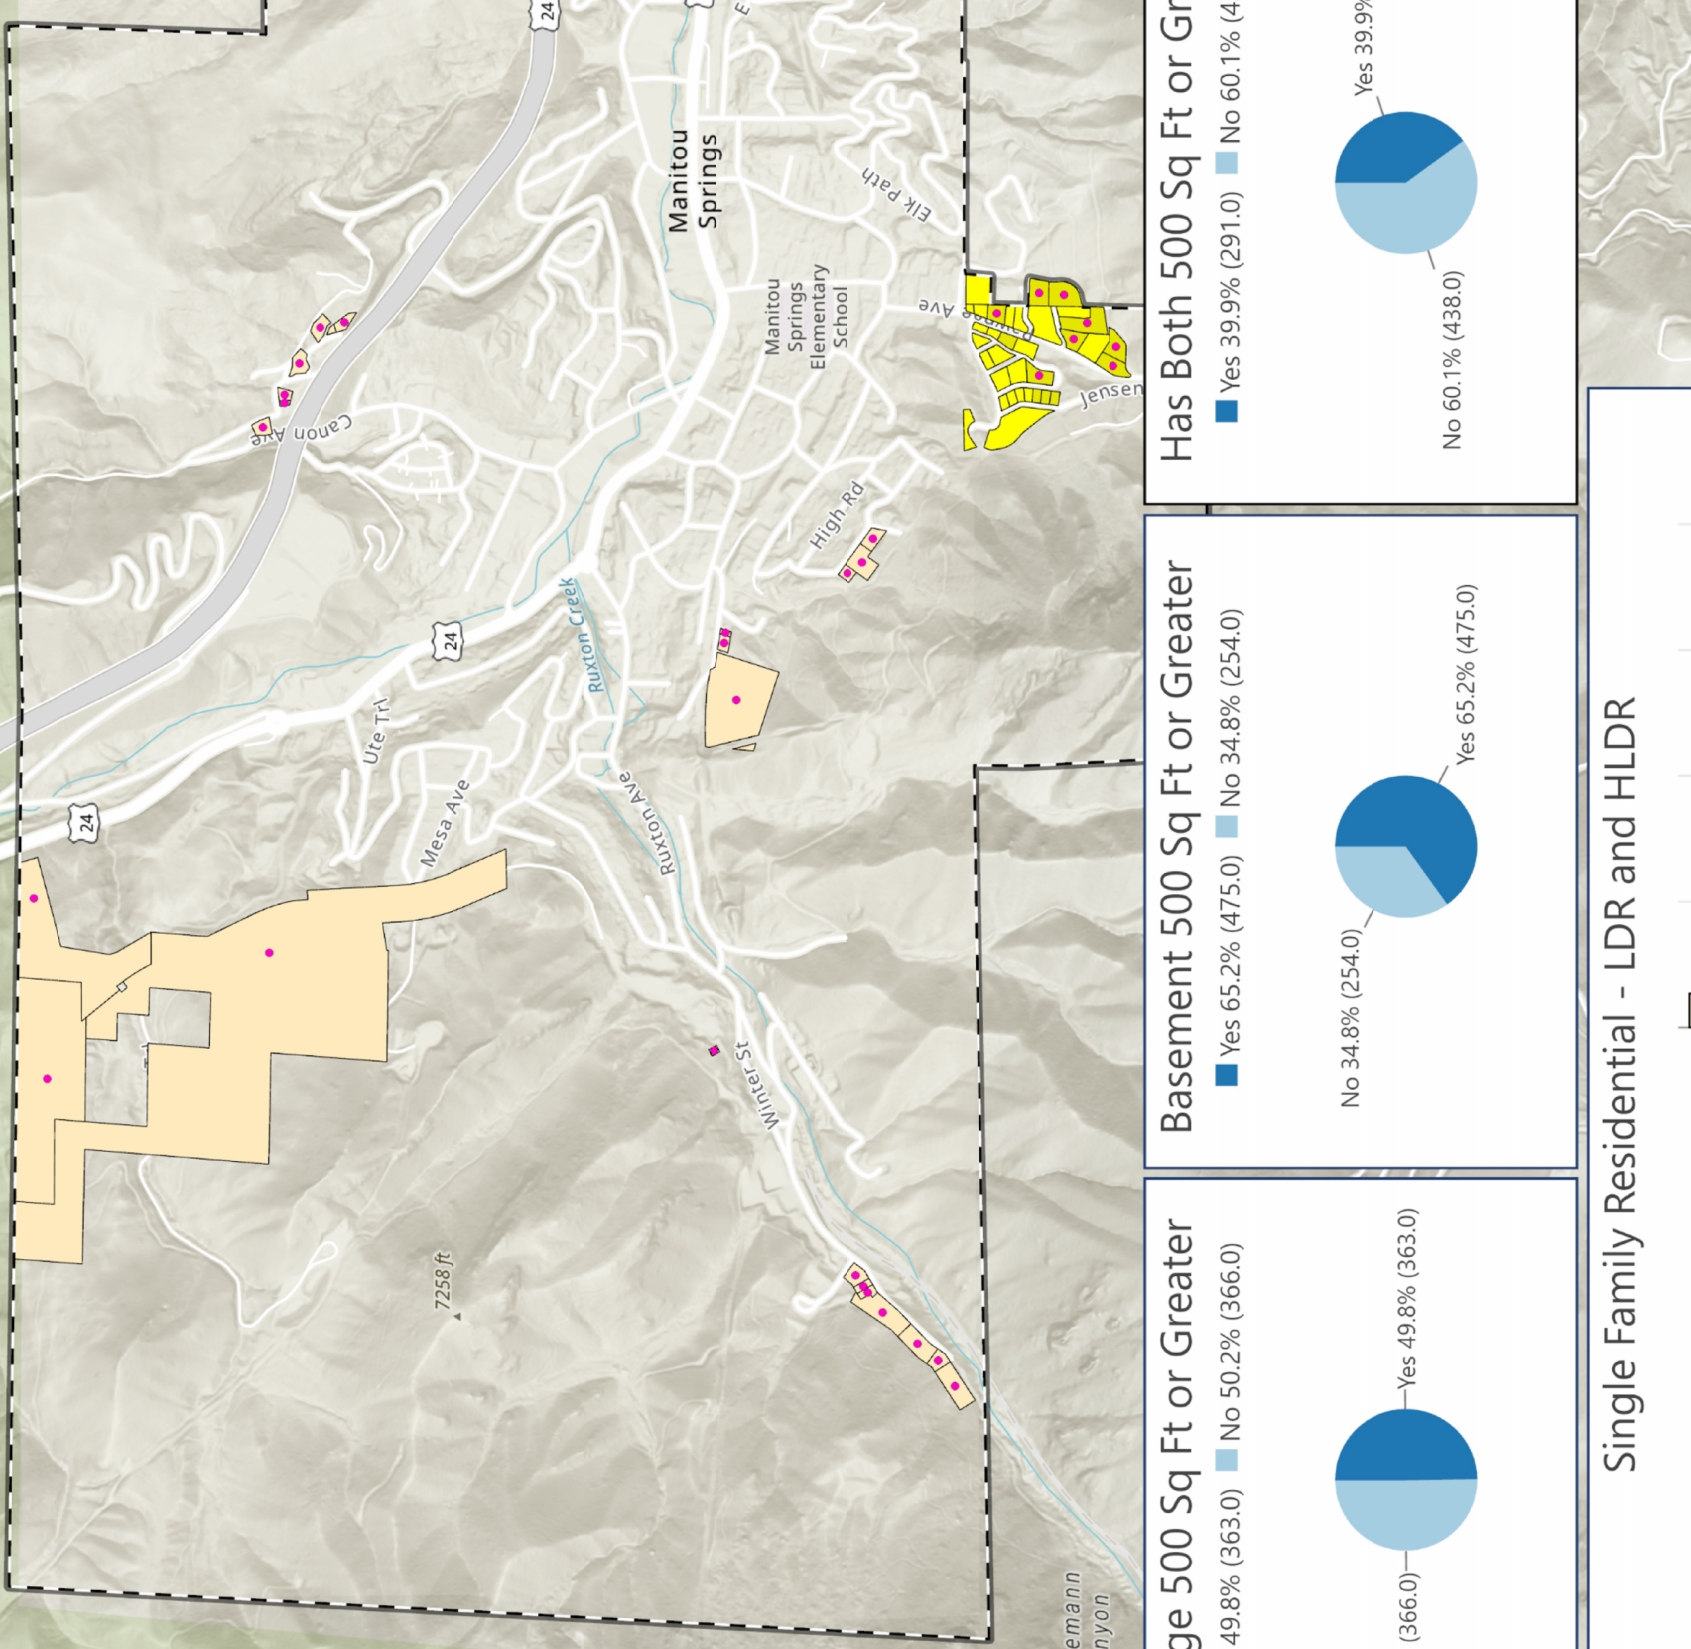 24
Manitou
Springs
Elk Path
Manitou
Springs
Elementary
School
Canon Ave
High Rd
Jensen
24
Ruxton Creek
Ute Trl
24
Mesa Ave
Ruxton Ave
Winter St
7258 ft
emann
nyon
ge 500 Sq Ft or Greater
49.8% (363.0) No 50.2% (366.0)
(366.0)
Yes 49.8% (363.0)
Basement 500 Sq Ft or Greater
Yes 65.2% (475.0) No 34.8% (254.0)
No 34.8% (254.0)
Yes 65.2% (475.0)
Has Both 500 Sq Ft or Gr
Yes 39.9% (291.0) No 60.1% (4
Yes 39.9%
No 60.1% (438.0)
Single Family Residential - LDR and HLDR